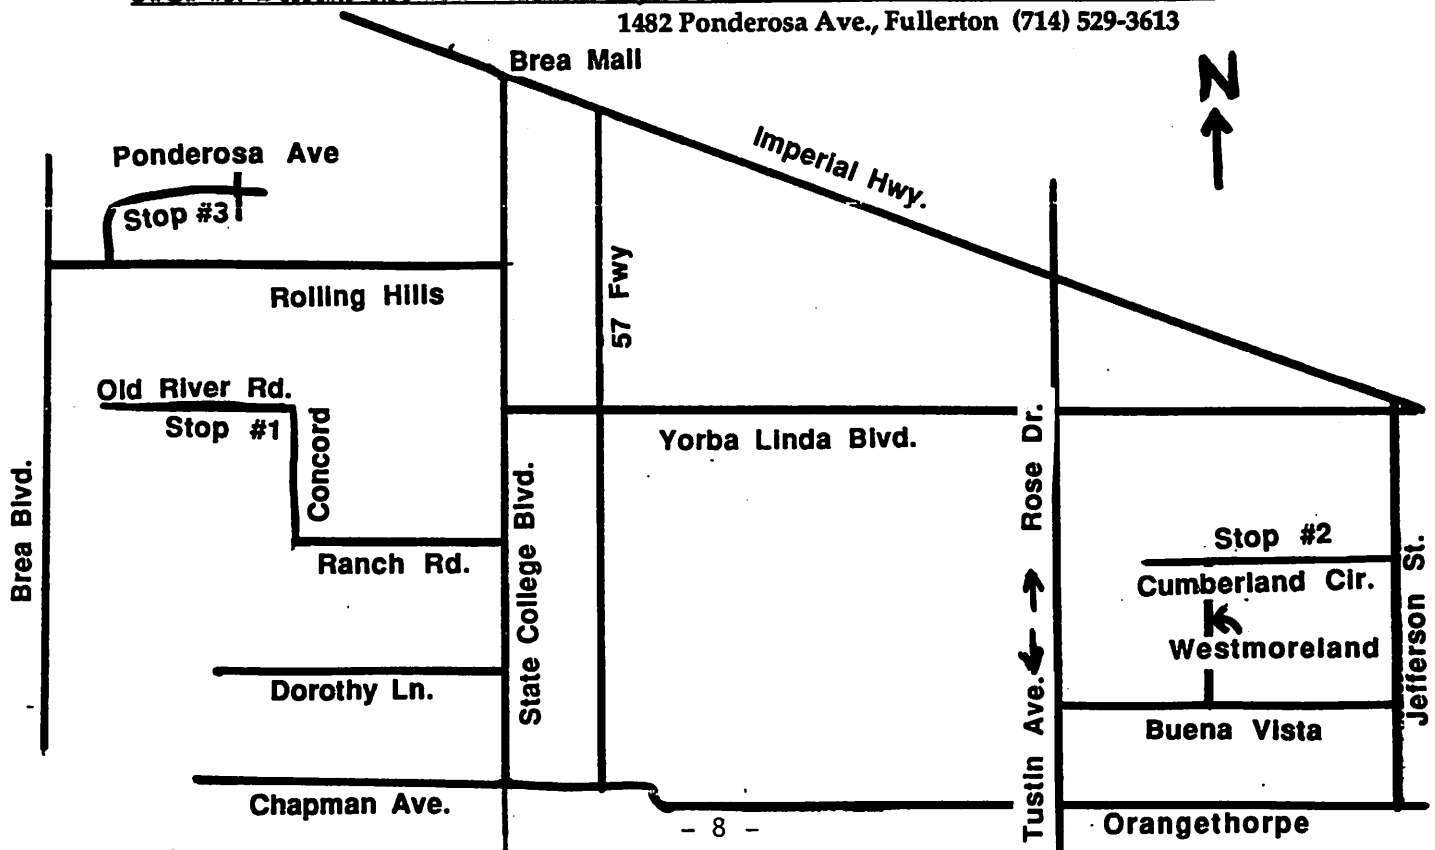 1482 Ponderosa Ave., Fullerton (714) 529-3613
Brea Mall
N
Imperial Hwy.
Ponderosa Ave
Stop #3
Rolling Hills
57 Fwy
Old River Rd.
Stop #1
Concord
Yorba Linda Blvd.
Rose Dr.
Brea Blvd.
State College Blvd.
Ranch Rd.
Stop #2
Cumberland Cir.
Westmoreland
Jefferson St.
Dorothy Ln.
Tustin Ave.
Buena Vista
Chapman Ave.
Orangethorpe
- 8 -